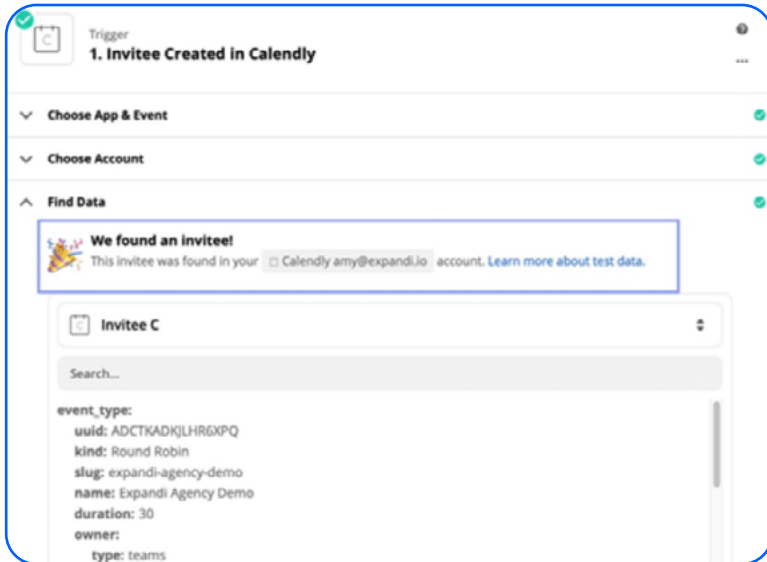 Trigger
1. Invitee Created in Calendly
Choose App & Event
Choose Account
Find Data
We found an invitee!
This invitee was found in your Calendly amy@expandi.io account. Learn more about test data.
Invitee C
Search...
event_type:
uuid: ADCTKADKJLHR6XPQ
kind: Round Robin
slug: expandi-agency-demo
name: Expandi Agency Demo
duration: 30
owner:
type: teams